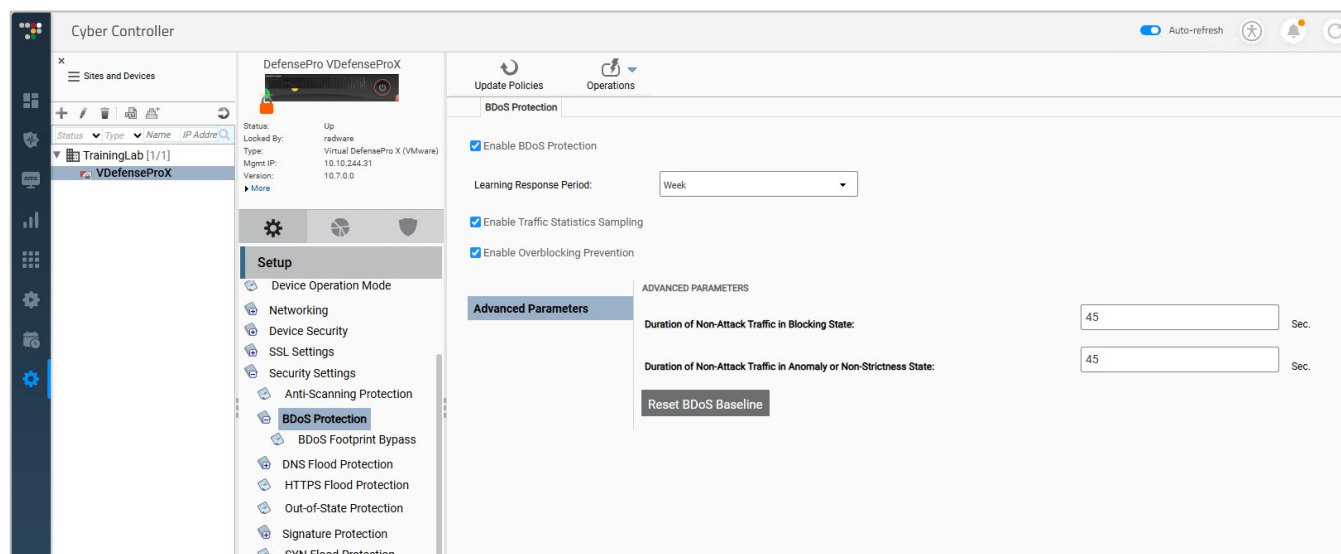 Cyber Controller
Auto-refresh
Sites and Devices
Status Type Name IP Addre
TrainingLab [1/1]
VDefenseProX
DefensePro VDefenseProX
Status: Up
Locked By: radware
Type: Virtual DefensePro X (VMware)
Mgmt IP: 10.10.244.31
Version: 10.7.0.0
More
Setup
Device Operation Mode
Networking
Device Security
SSL Settings
Security Settings
Anti-Scanning Protection
BDoS Protection
BDoS Footprint Bypass
DNS Flood Protection
HTTPS Flood Protection
Out-of-State Protection
Signature Protection
SYN Flood Protection
Update Policies
Operations
BDoS Protection
Enable BDoS Protection
Learning Response Period: Week
Enable Traffic Statistics Sampling
Enable Overblocking Prevention
Advanced Parameters
ADVANCED PARAMETERS
Duration of Non-Attack Traffic in Blocking State: 45 Sec.
Duration of Non-Attack Traffic in Anomaly or Non-Strictness State: 45 Sec.
Reset BDoS Baseline